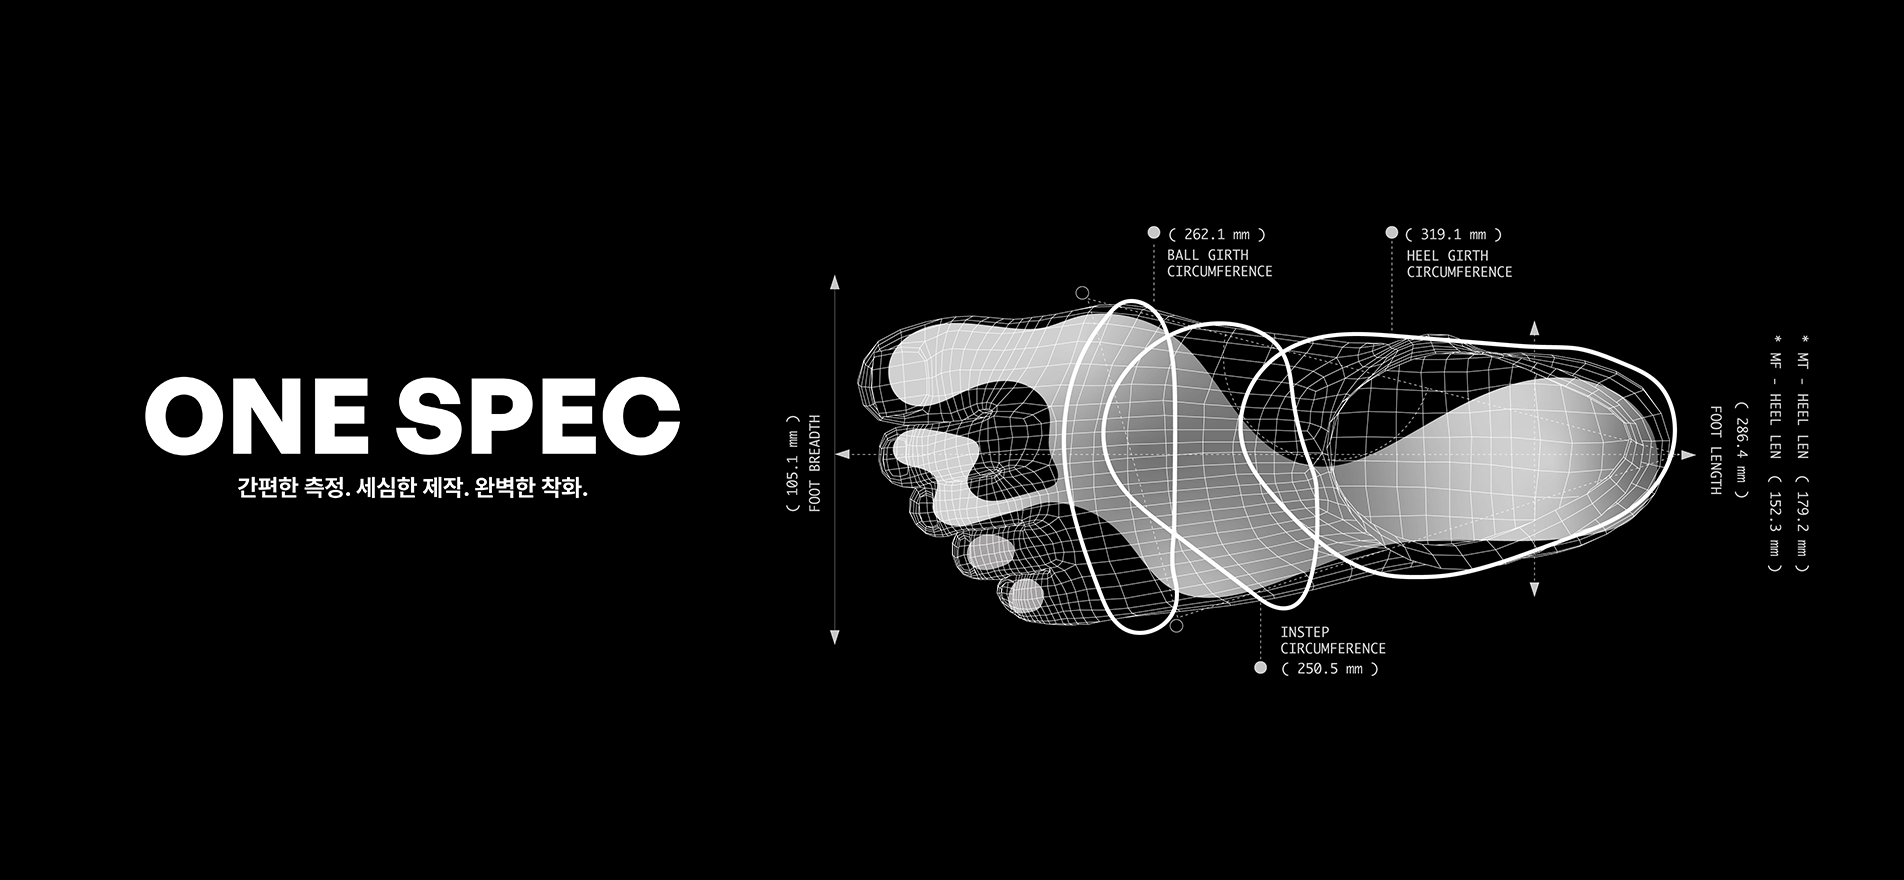 ONE SPEC
간편한 측정. 세심한 제작. 완벽한 착화.
( 262.1 mm )
BALL GIRTH
CIRCUMFERENCE
( 319.1 mm )
HEEL GIRTH
CIRCUMFERENCE
( 105.1 mm )
FOOT BREADTH
INSTEP
CIRCUMFERENCE
( 250.5 mm )
( 286.4 mm )
FOOT LENGTH
* MT - HEEL LEN ( 179.2 mm )
* MF - HEEL LEN ( 152.3 mm )